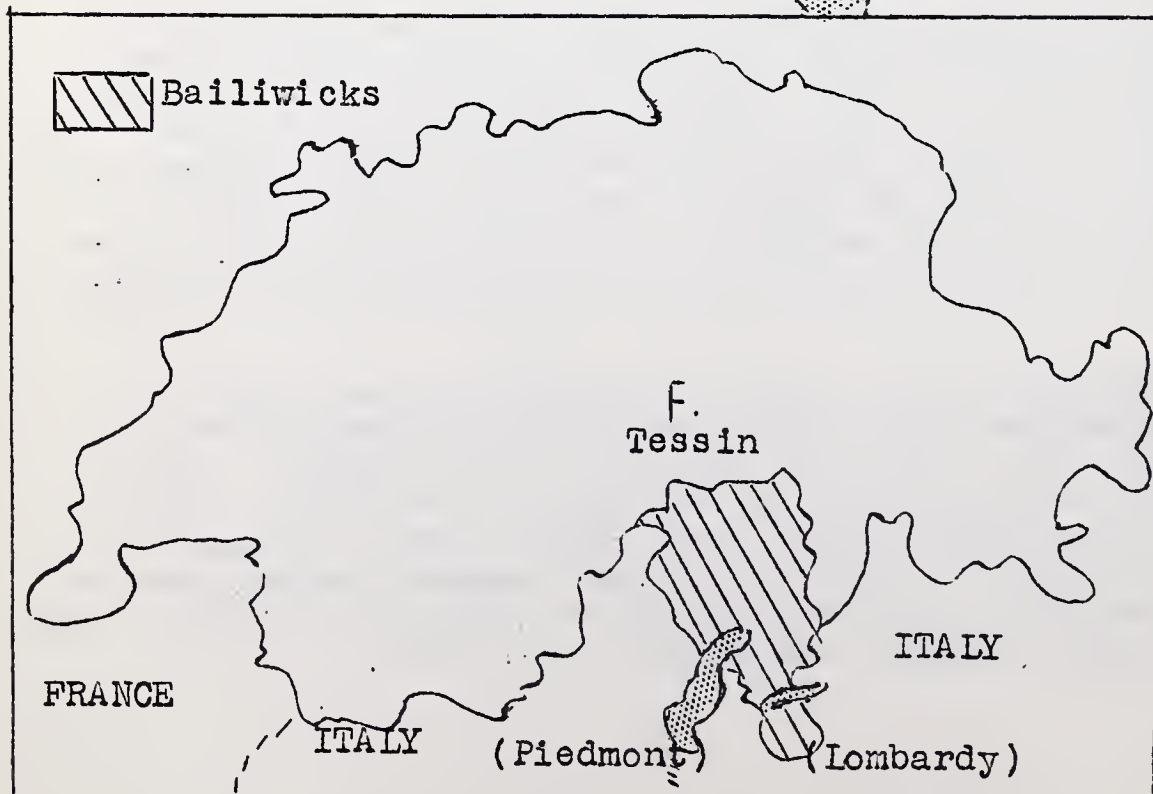 Bailiwicks
F.
Tessin
ITALY
FRANCE
ITALY
(Piedmont)
(Lombardy)